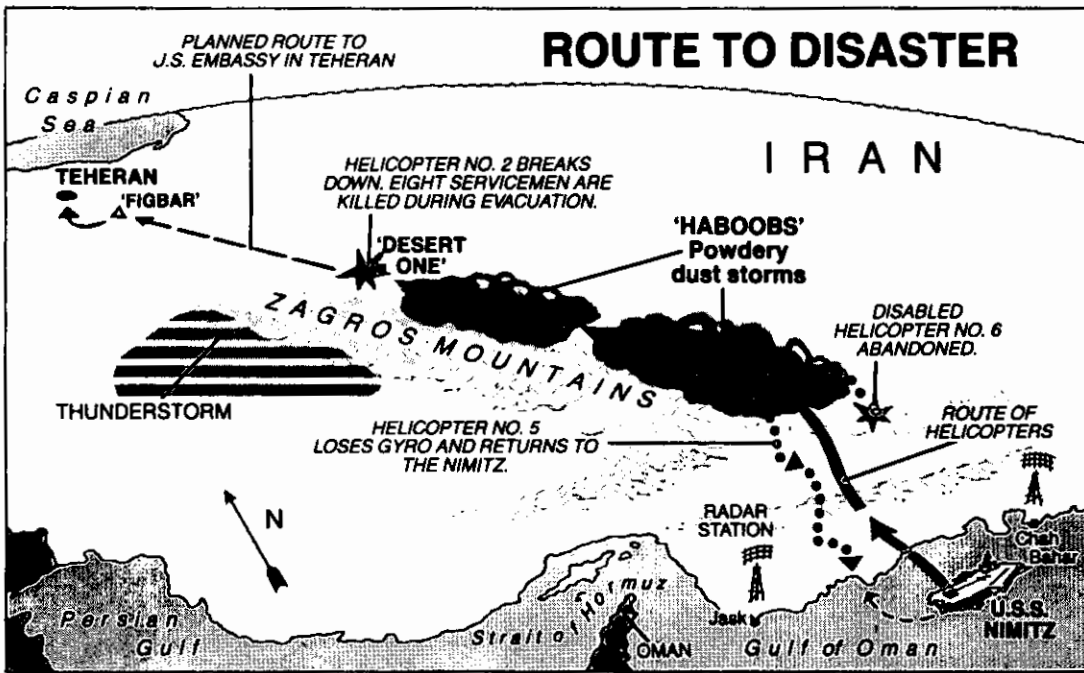 ROUTE TO DISASTER
PLANNED ROUTE TO
J.S. EMBASSY IN TEHERAN
Caspian
Sea
IRAN
TEHERAN
'FIGBAR'
HELICOPTER NO. 2 BREAKS
DOWN. EIGHT SERVICEMEN ARE
KILLED DURING EVACUATION.
'DESERT
ONE'
'HABOOBS'
Powdery
dust storms
ZAGROS MOUNTAINS
DISABLED
HELICOPTER NO. 6
ABANDONED.
THUNDERSTORM
HELICOPTER NO. 5
LOSES GYRO AND RETURNS TO
THE NIMITZ.
ROUTE OF
HELICOPTERS
N
RADAR
STATION
Chah
Bahar
Persian
Gulf
Strait of Hormuz
OMAN
Jask
Gulf of Oman
U.S.S.
NIMITZ